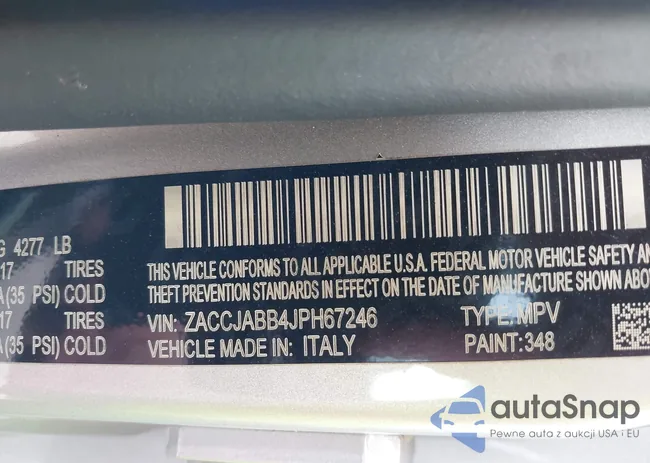 G 4277 LB
17 TIRES
A(35 PSI) COLD
17 TIRES
A(35 PSI) COLD
THIS VEHICLE CONFORMS TO ALL APPLICABLE U.S.A. FEDERAL MOTOR VEHICLE SAFETY AND
THEFT PREVENTION STANDARDS IN EFFECT ON THE DATE OF MANUFACTURE SHOWN ABOVE.
VIN: ZACCJABB4JPH67246 TYPE: MPV
VEHICLE MADE IN: ITALY PAINT:348
autaSnap
Pewne auta z aukcji USA i EU